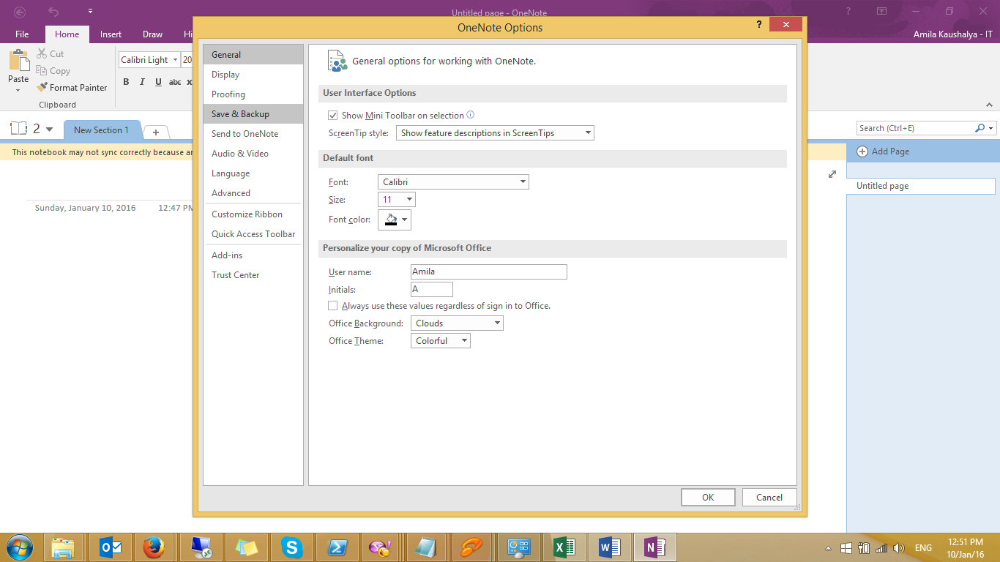 Untitled page - OneNote
File Home Insert Draw Hi
Amila Kaushalya - IT
OneNote Options
?
Paste
Cut
Copy
Format Painter
Clipboard
Calibri Light 20
B I U abc x
2
New Section 1
+
This notebook may not sync correctly because
Sunday, January 10, 2016 12:47 PM
General
Display
Proofing
Save & Backup
Send to OneNote
Audio & Video
Language
Advanced
Customize Ribbon
Quick Access Toolbar
Add-ins
Trust Center
General options for working with OneNote.
User Interface Options
Show Mini Toolbar on selection
ScreenTip style: Show feature descriptions in ScreenTips
Default font
Font: Calibri
Size: 11
Font color:
Personalize your copy of Microsoft Office
User name: Amila
Initials: A
Always use these values regardless of sign in to Office.
Office Background: Clouds
Office Theme: Colorful
OK Cancel
Search (Ctrl+E)
Add Page
Untitled page
ENG
12:51 PM
10/Jan/16